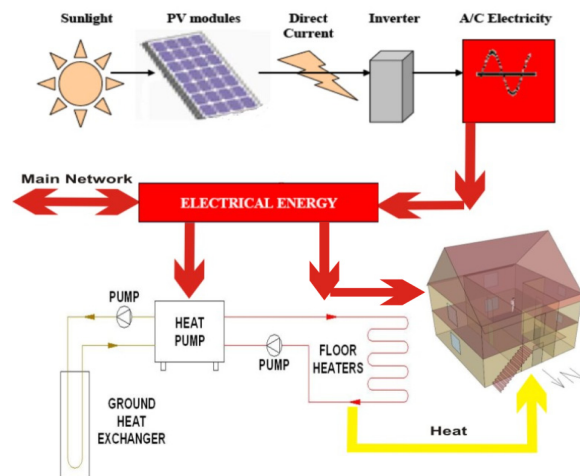 Sunlight
PV modules
Direct
Current
Inverter
A/C Electricity
Main Network
ELECTRICAL ENERGY
PUMP
HEAT
PUMP
PUMP
FLOOR
HEATERS
GROUND
HEAT
EXCHANGER
Heat
N